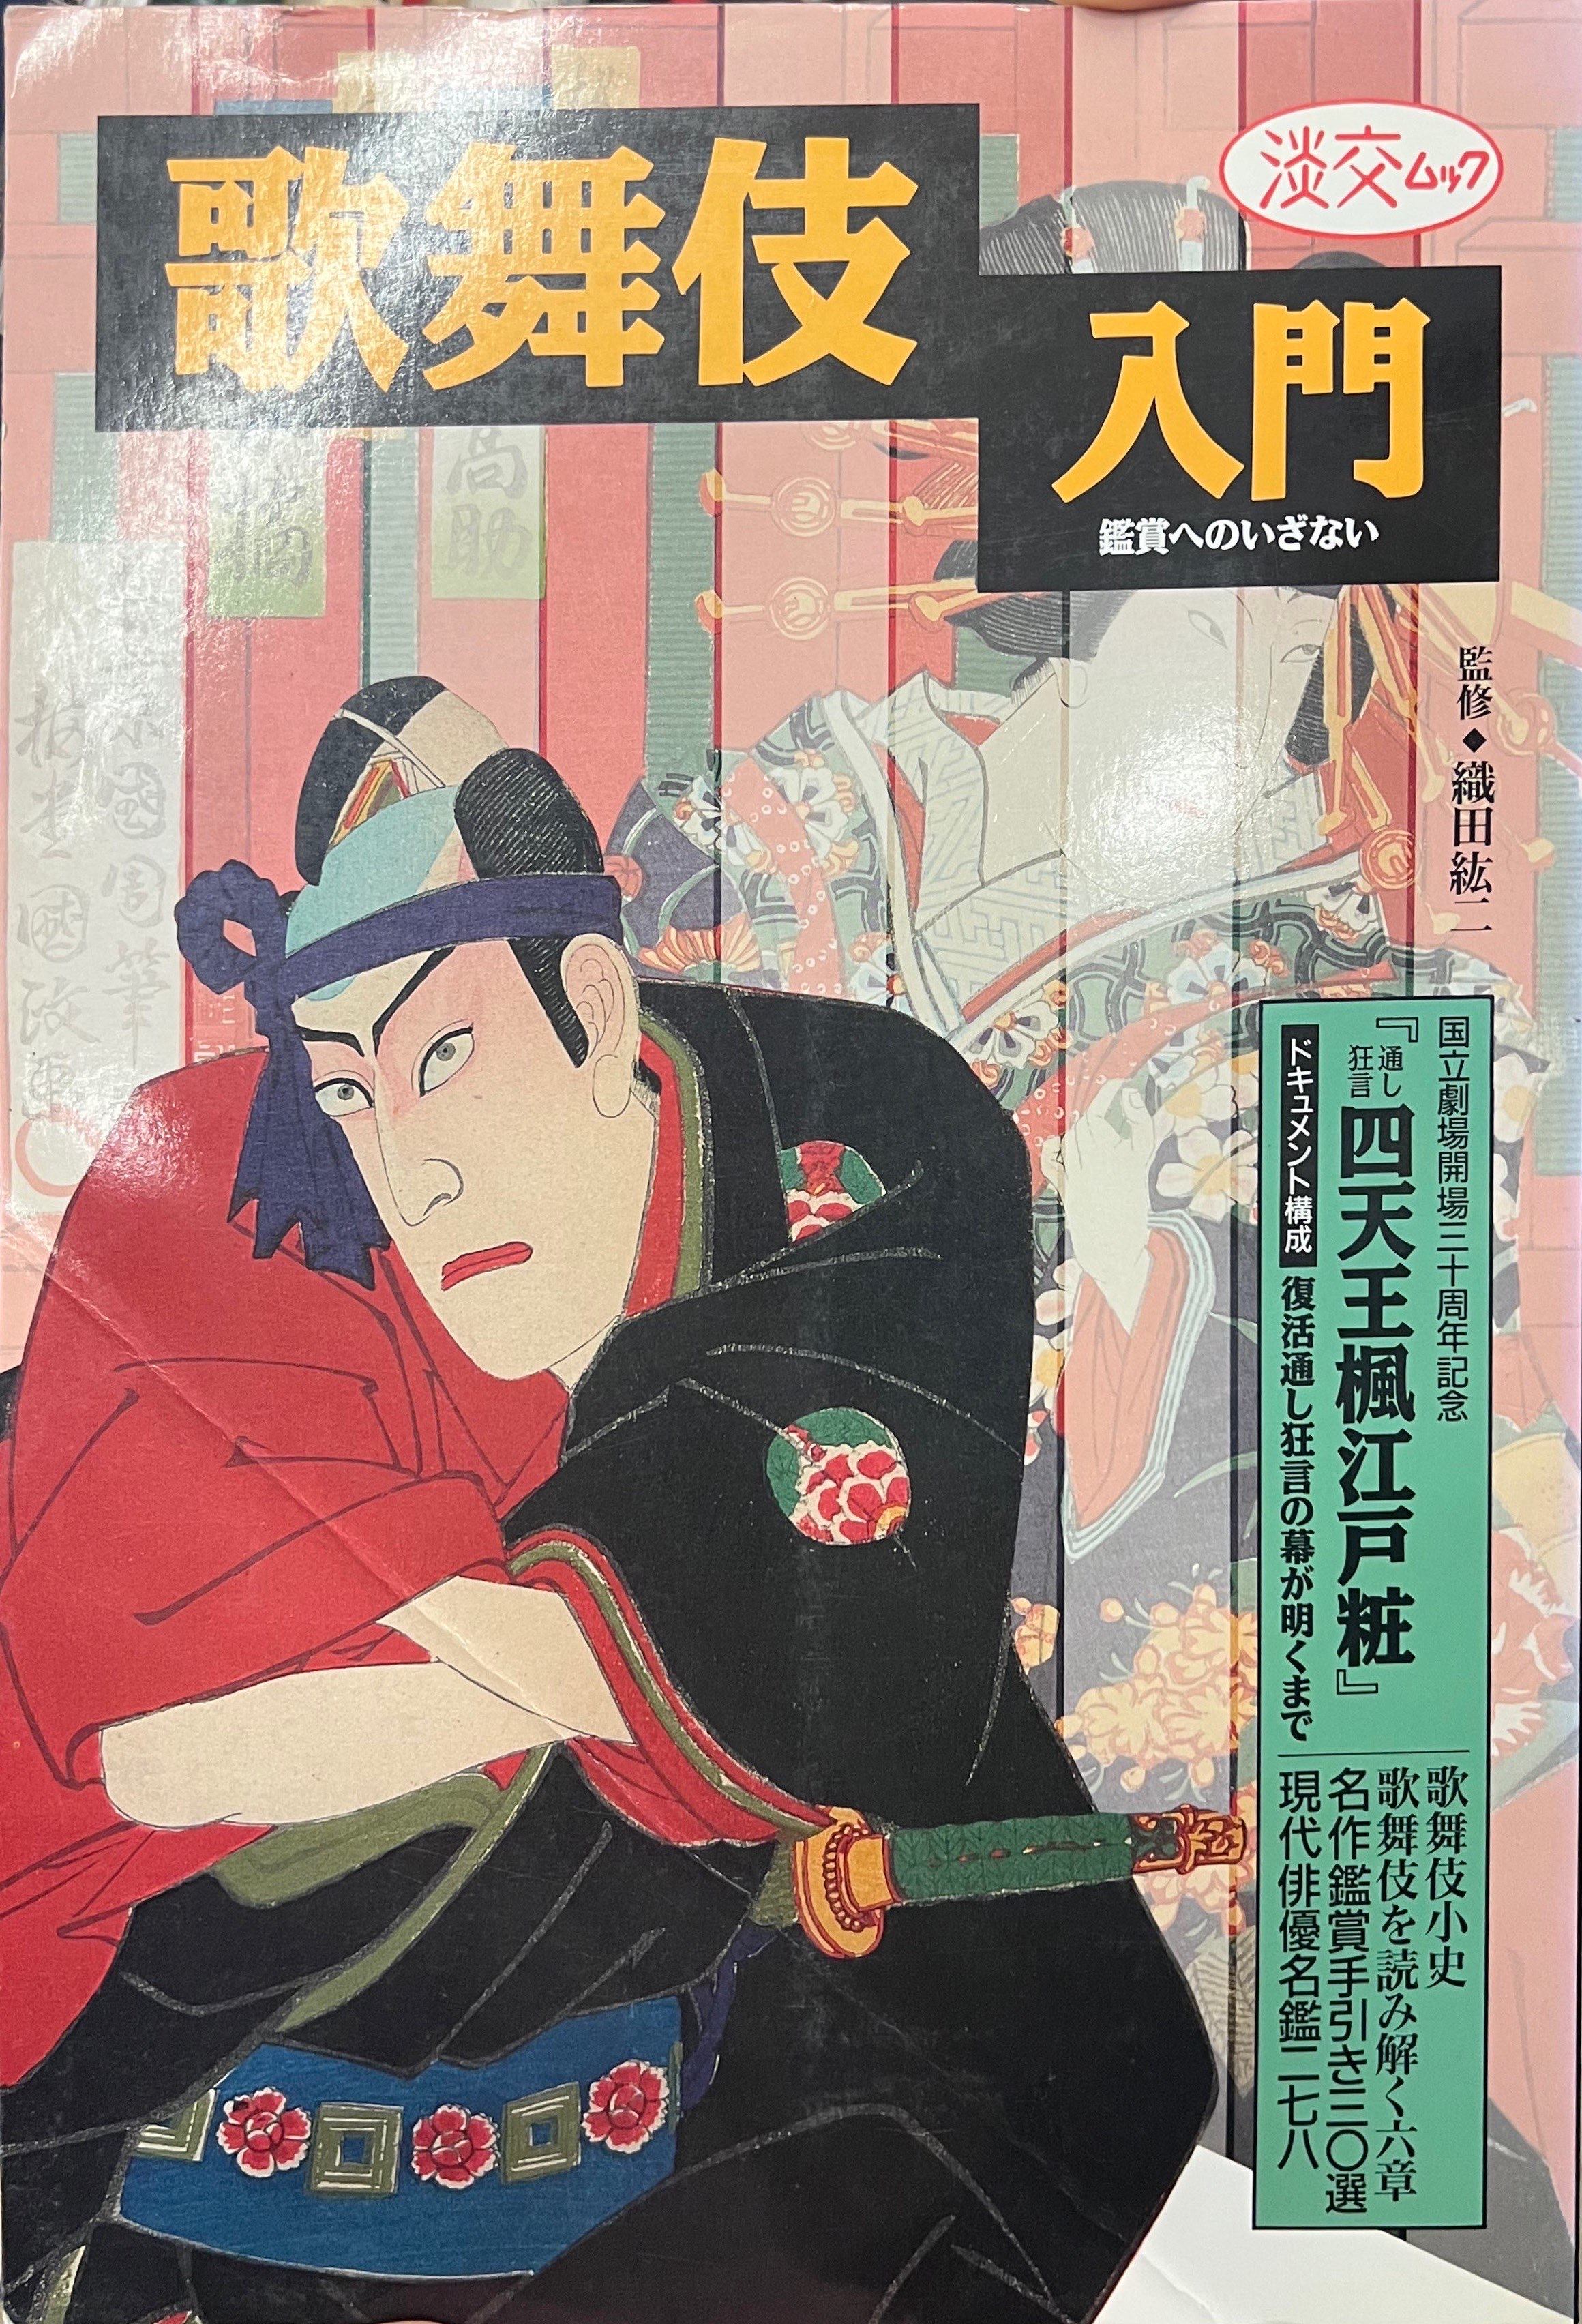 歌舞伎
入門
鑑賞へのいざない
淡交ムック
監修◆織田紘二
国立劇場開場三十周年記念
『通し狂言 四天王楓江戸粧』
ドキュメント構成 復活通し狂言の幕が明くまで
歌舞伎小史
歌舞伎を読み解く六章
名作鑑賞手引き三〇選
現代俳優名鑑二七八
高助
國周筆